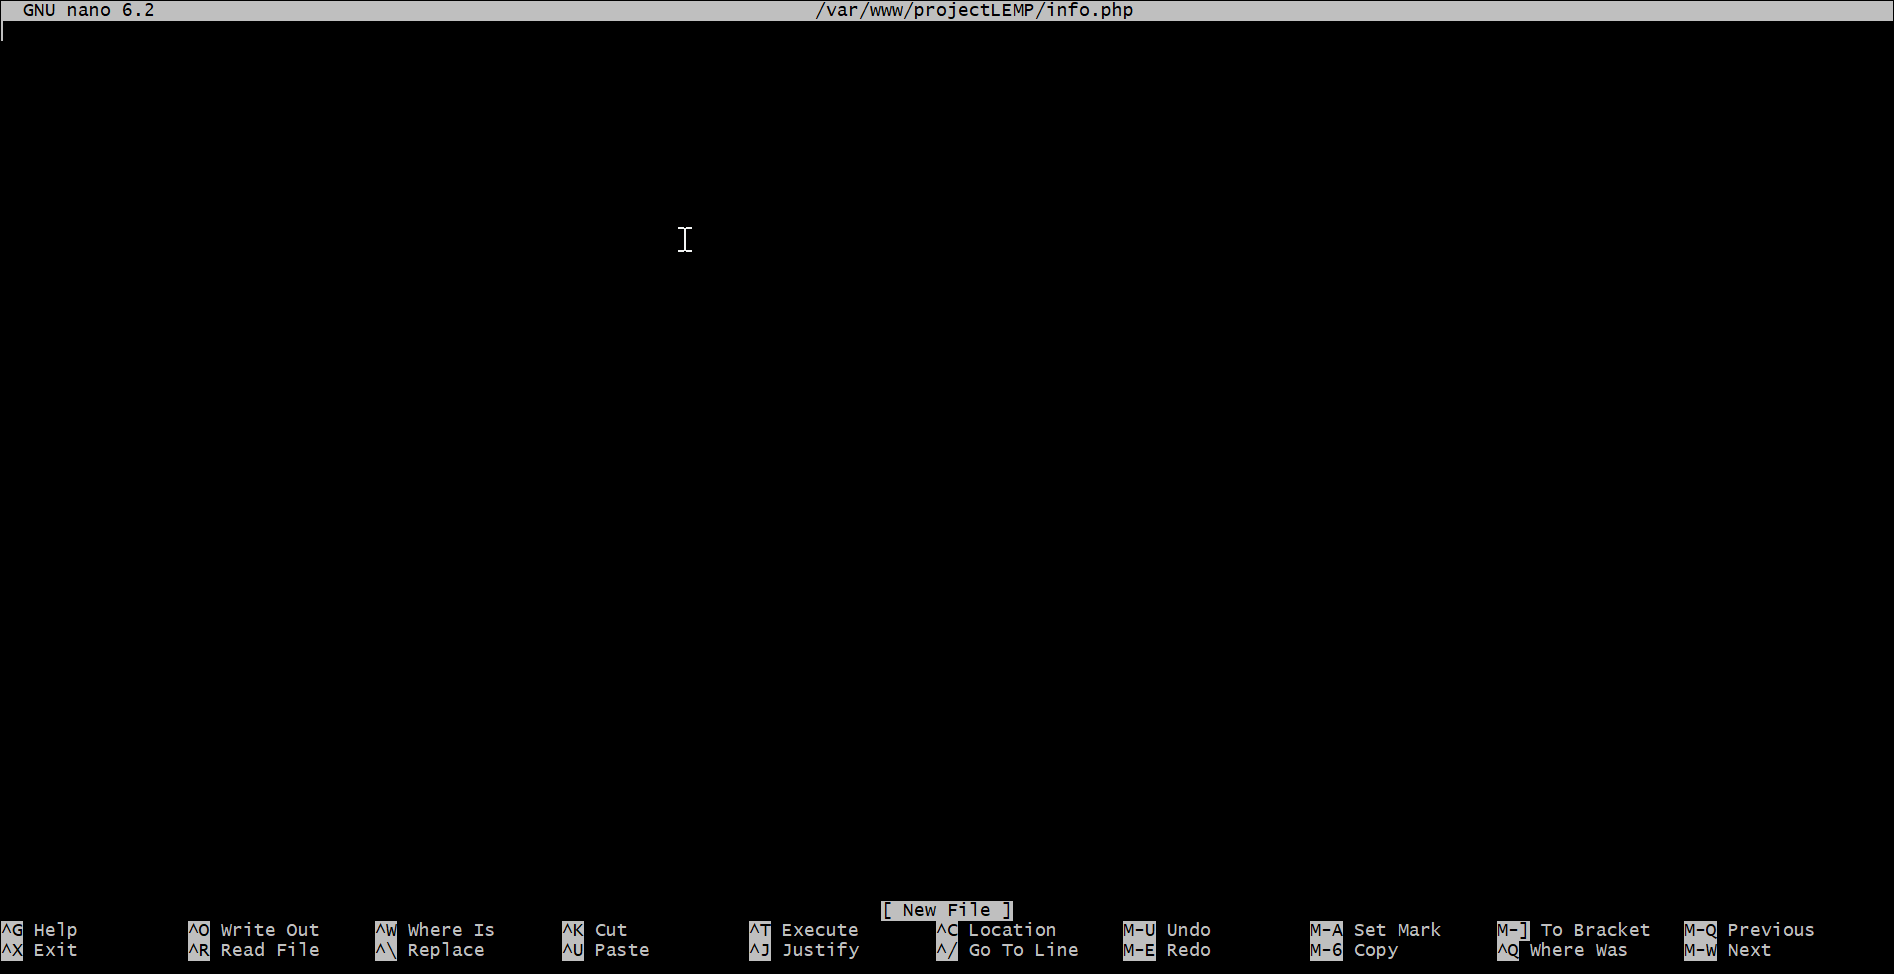 GNU nano 6.2 /var/www/projectLEMP/info.php
[ New File ]
^G Help ^O Write Out ^W Where Is ^K Cut ^T Execute ^C Location M-U Undo M-A Set Mark M-] To Bracket M-Q Previous
^X Exit ^R Read File ^\ Replace ^U Paste ^J Justify ^/ Go To Line M-E Redo M-6 Copy ^Q Where Was M-W Next